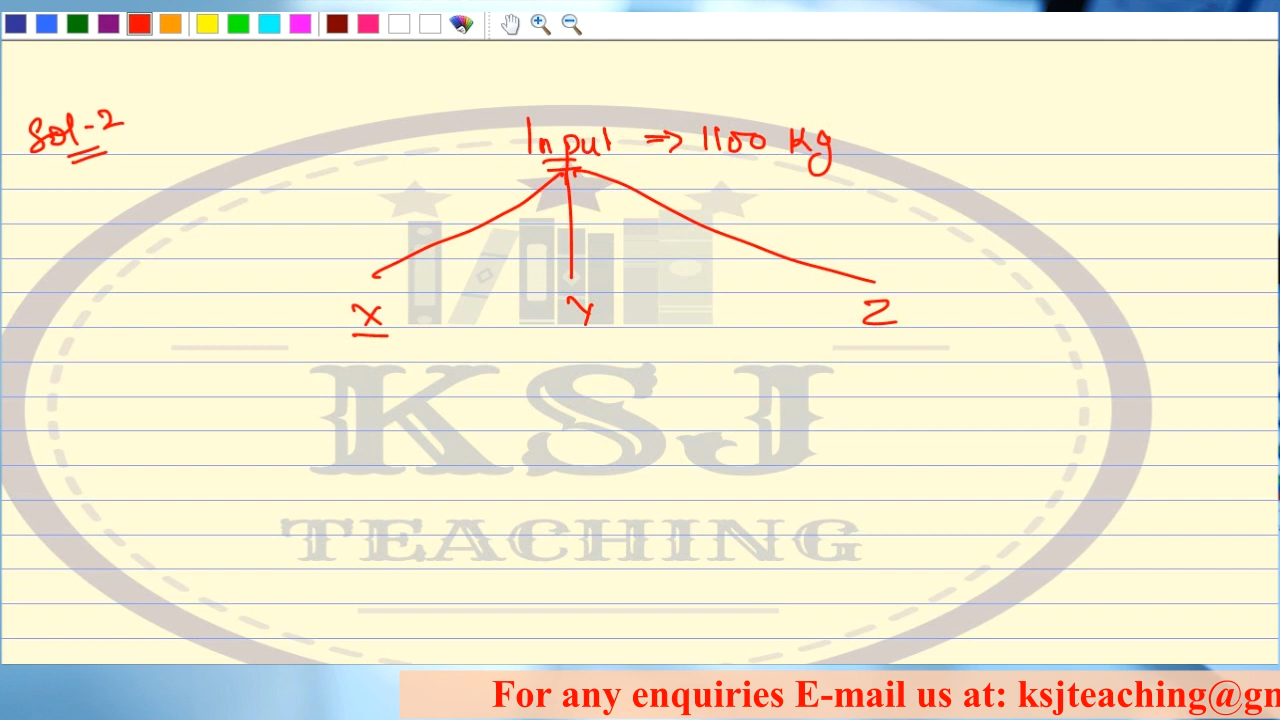 Sol-2
Input => 1100 Kg
X Y Z
KSJ
TEACHING
For any enquiries E-mail us at: ksjteaching@gm